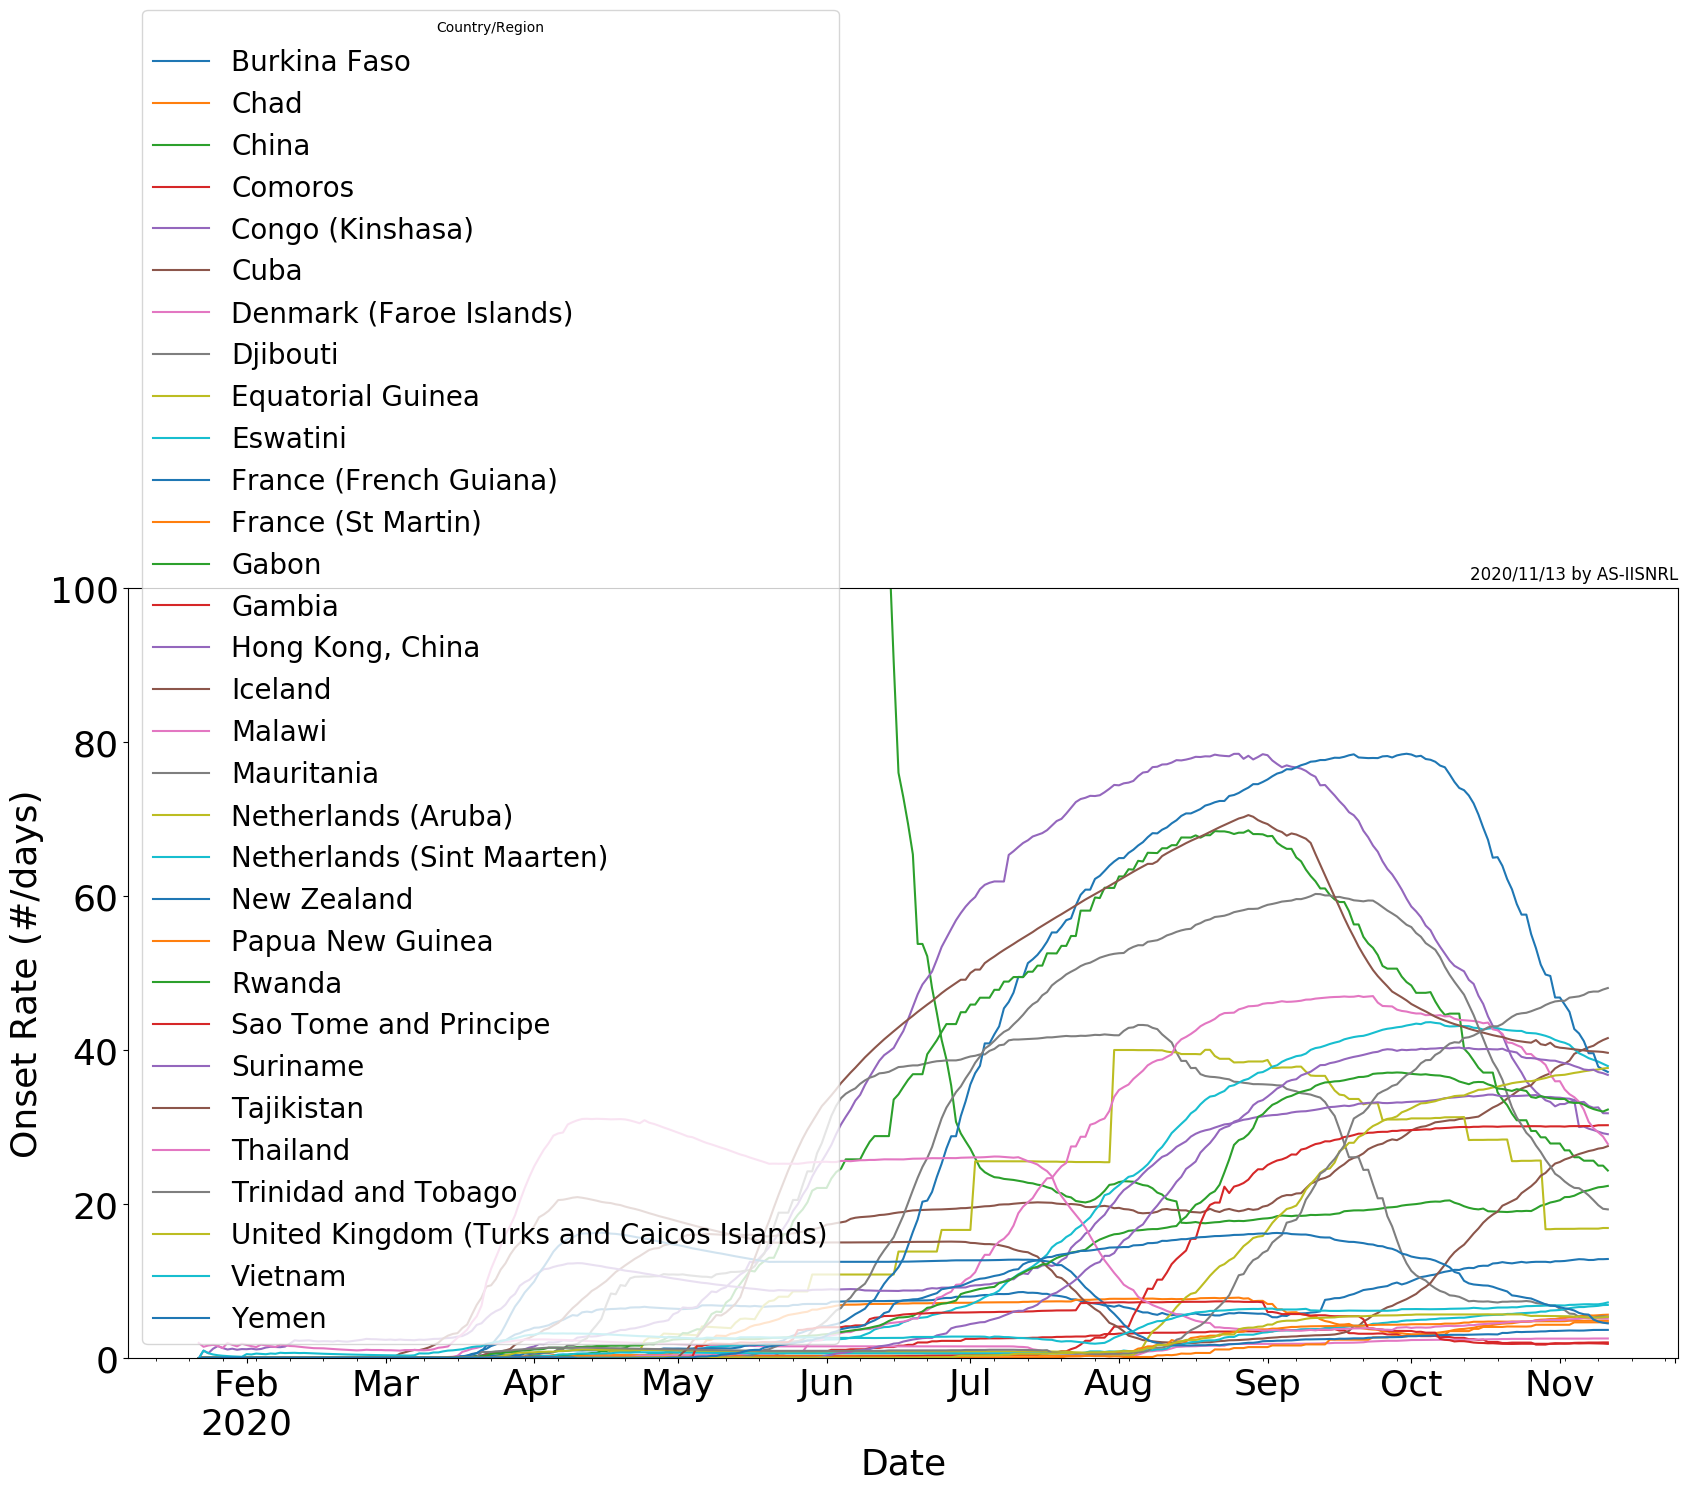 Country/Region
Burkina Faso
Chad
China
Comoros
Congo (Kinshasa)
Cuba
Denmark (Faroe Islands)
Djibouti
Equatorial Guinea
Eswatini
France (French Guiana)
France (St Martin)
Gabon
Gambia
Hong Kong, China
Iceland
Malawi
Mauritania
Netherlands (Aruba)
Netherlands (Sint Maarten)
New Zealand
Papua New Guinea
Rwanda
Sao Tome and Principe
Suriname
Tajikistan
Thailand
Trinidad and Tobago
United Kingdom (Turks and Caicos Islands)
Vietnam
Yemen
2020/11/13 by AS-IISNRL
100
80
60
40
20
0
Onset Rate (#/days)
Feb Mar Apr May Jun Jul Aug Sep Oct Nov
2020
Date